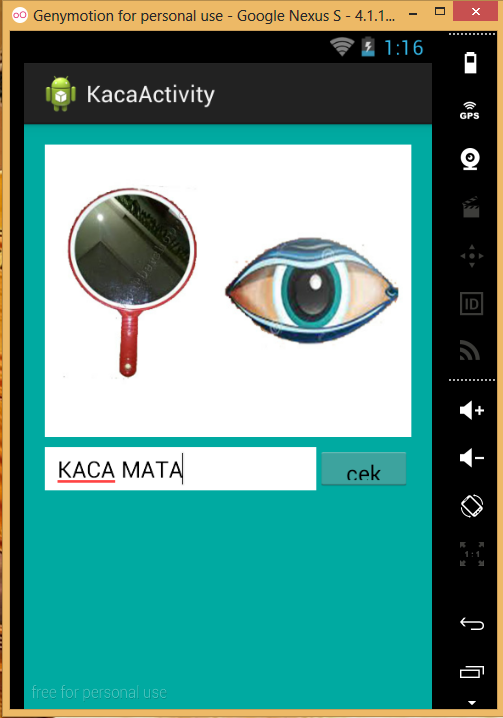 Genymotion for personal use - Google Nexus S - 4.1.1...
1:16
KacaActivity
GPS
KACA MATA
cek
ID
1:1
free for personal use